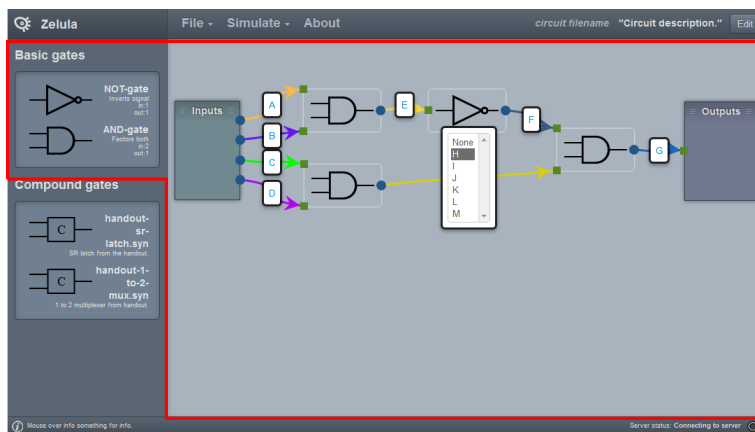 Zelula
File
Simulate
About
circuit filename
"Circuit description."
Edit
Basic gates
NOT-gate
Inverts signal
in:1
out:1
AND-gate
Factors both
in:2
out:1
Compound gates
handout-
sr-
latch.syn
SR latch from the handout.
C
handout-1-
to-2-
mux.syn
1 to 2 multiplexer from handout.
C
Inputs
A
B
C
D
E
F
G
None
H
I
J
K
L
M
Outputs
Mouse over info something for info.
Server status: Connecting to server